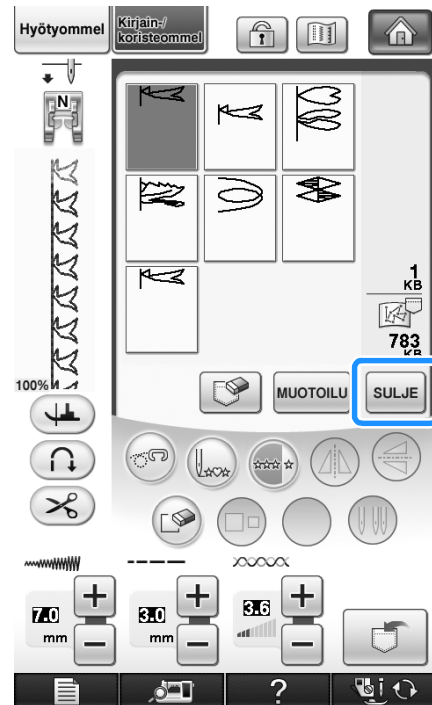 Hyötyommel
Kirjain-/
koristeommel
N
1
KB
783
KB
100%
MUOTOILU
SULJE
7.0
mm
3.0
mm
3.6
?